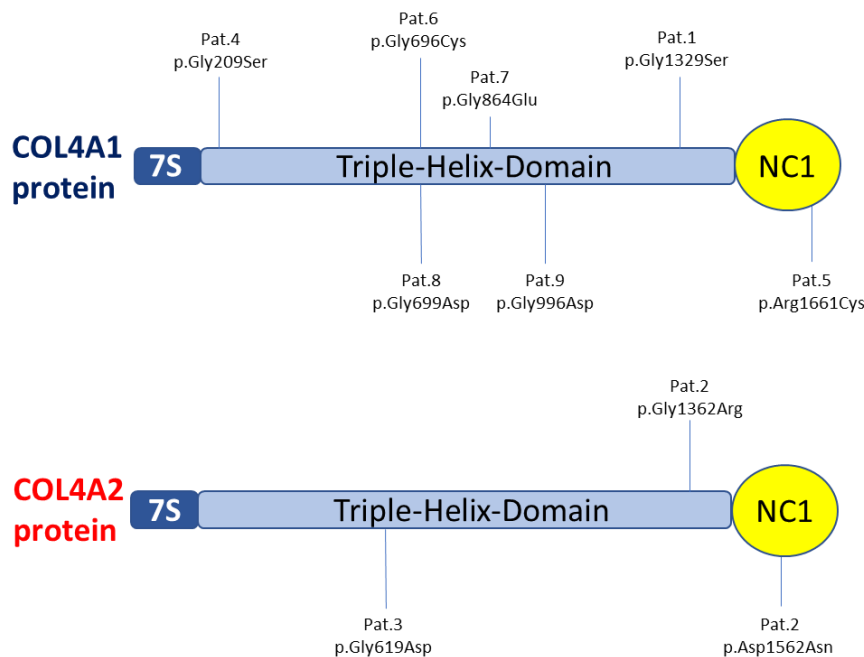 Pat.4
p.Gly209Ser
Pat.6
p.Gly696Cys
Pat.7
p.Gly864Glu
Pat.1
p.Gly1329Ser
COL4A1
protein
7S
Triple-Helix-Domain
NC1
Pat.8
p.Gly699Asp
Pat.9
p.Gly996Asp
Pat.5
p.Arg1661Cys
Pat.2
p.Gly1362Arg
COL4A2
protein
7S
Triple-Helix-Domain
NC1
Pat.3
p.Gly619Asp
Pat.2
p.Asp1562Asn